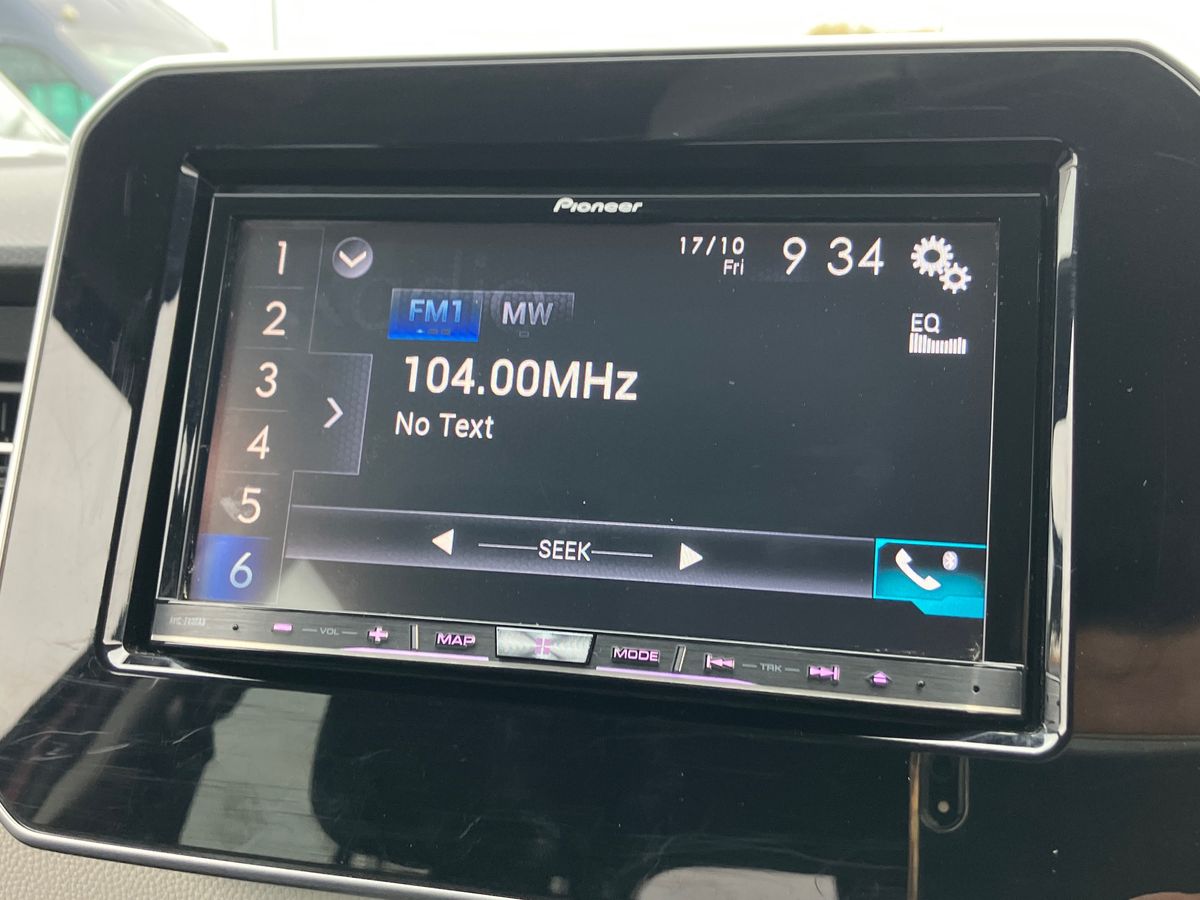 Pioneer
1
17/10
Fri
9 34
2
FM1
MW
EQ
3
104.00MHz
4
No Text
5
SEEK
6
VOL
MAP
MODE
TRK